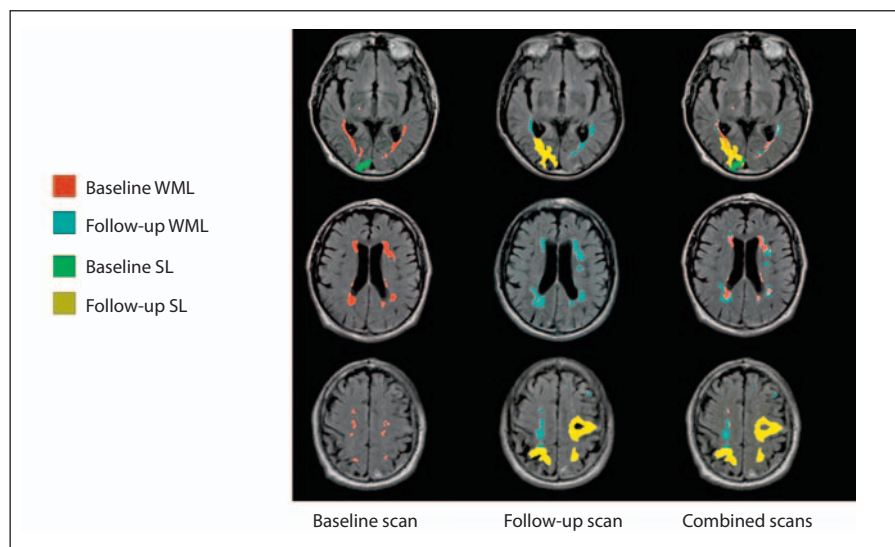 Baseline WML
Follow-up WML
Baseline SL
Follow-up SL
Baseline scan
Follow-up scan
Combined scans